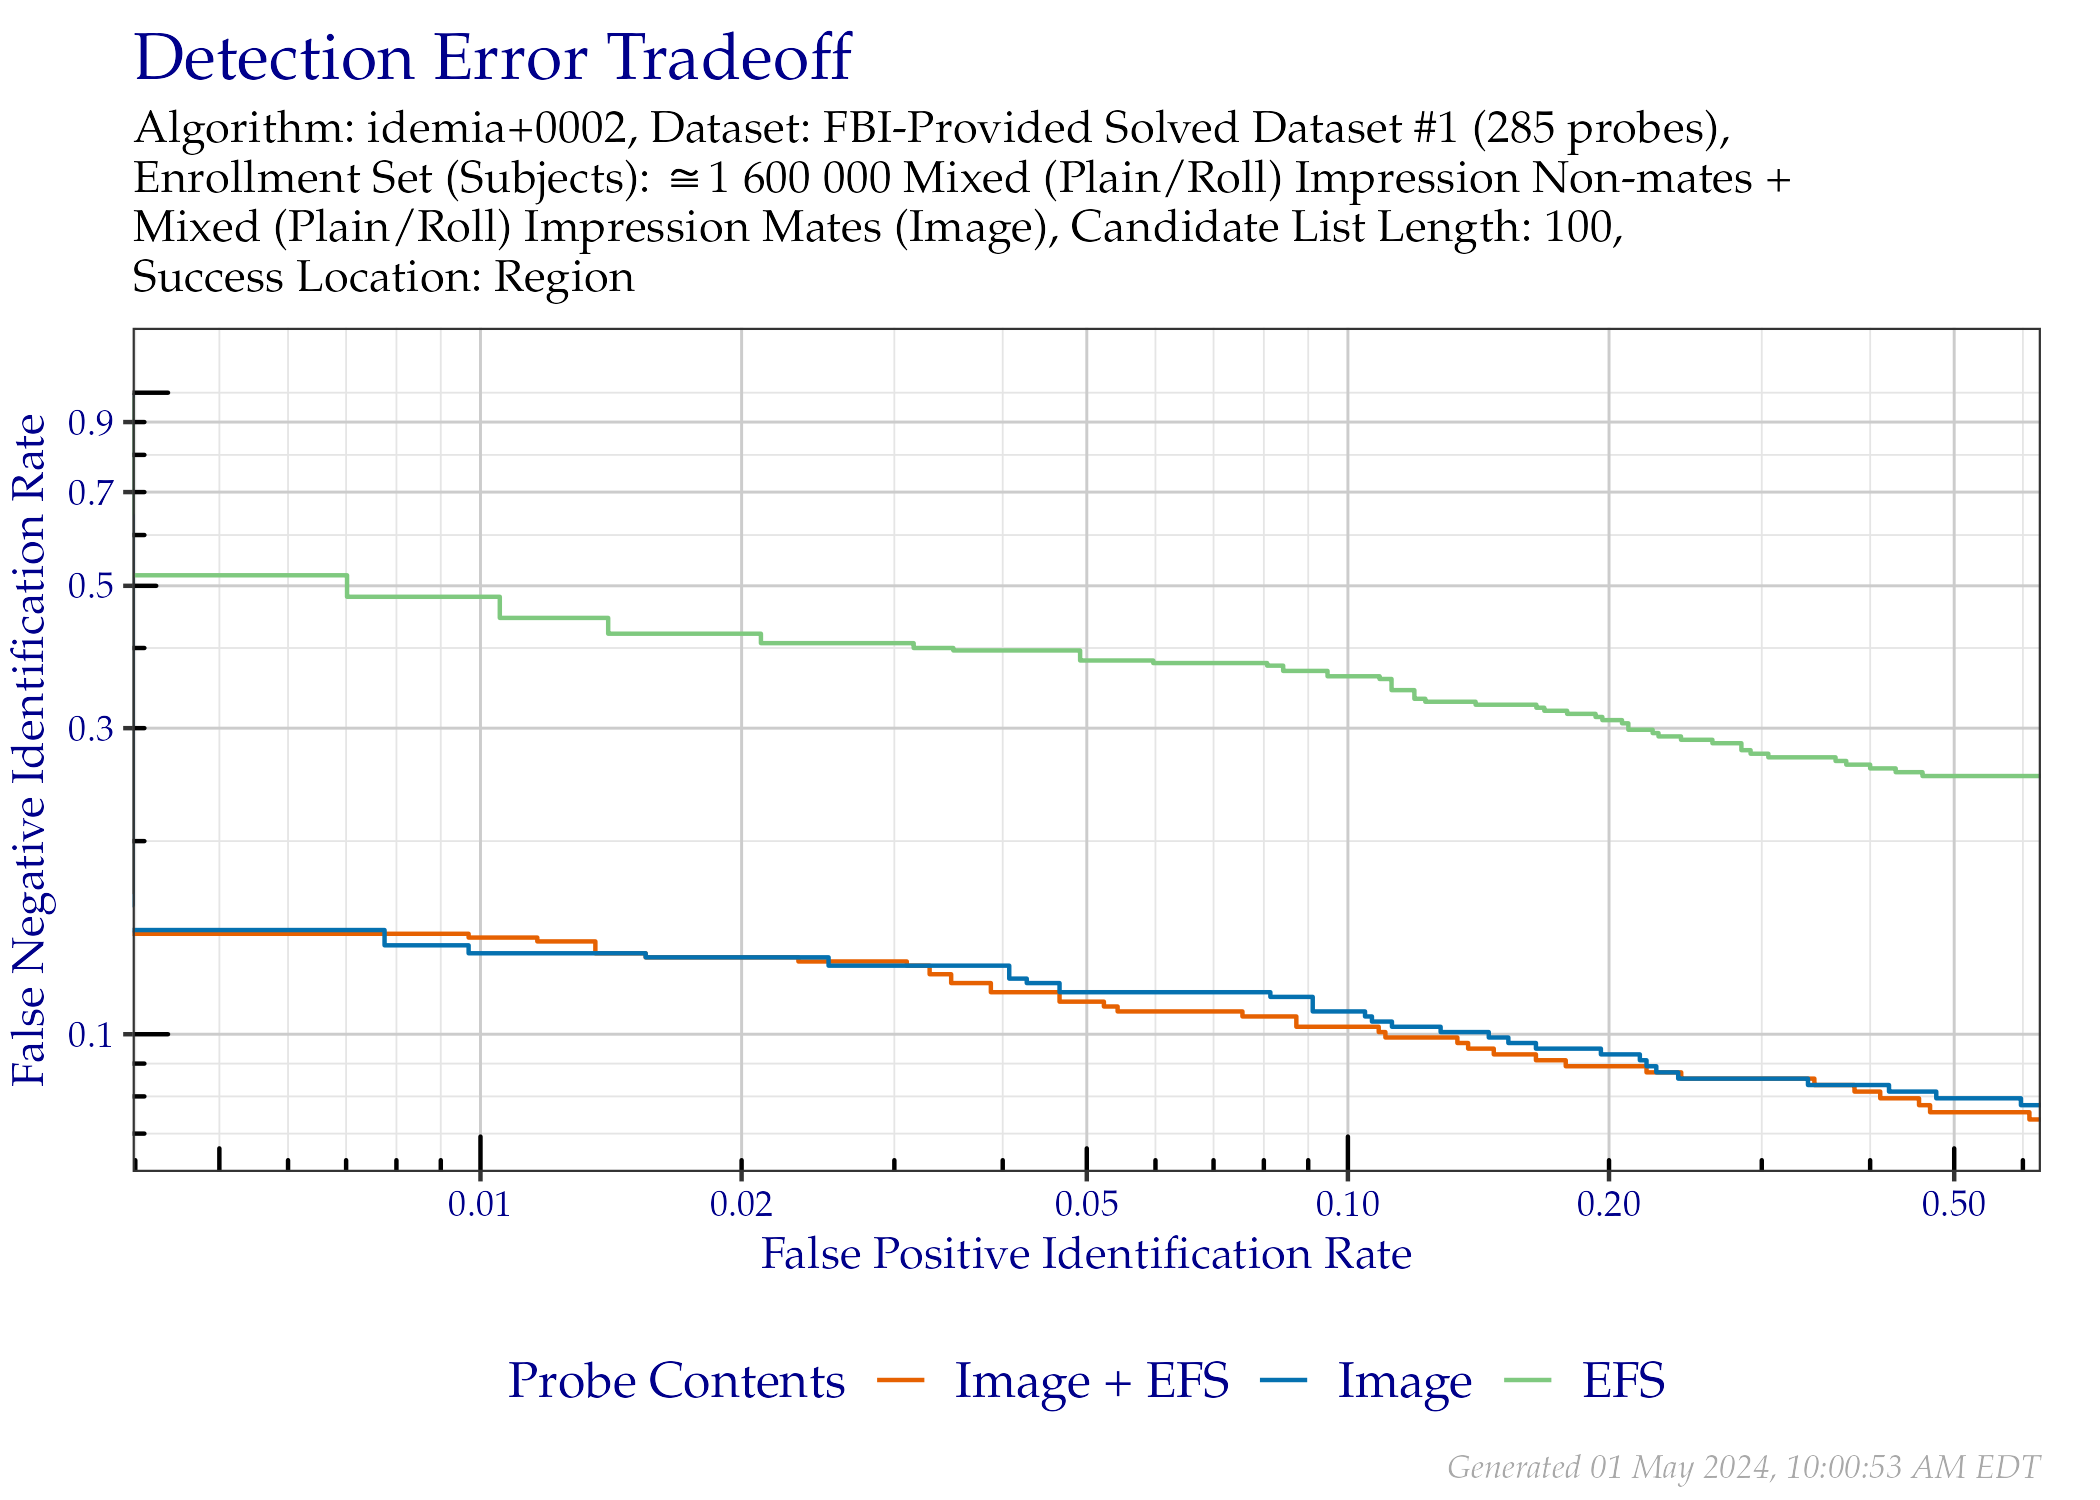 Detection Error Tradeoff
Algorithm: idemia+0002, Dataset: FBI-Provided Solved Dataset #1 (285 probes),
Enrollment Set (Subjects): ≅ 1 600 000 Mixed (Plain/Roll) Impression Non-mates +
Mixed (Plain/Roll) Impression Mates (Image), Candidate List Length: 100,
Success Location: Region
False Negative Identification Rate
0.9
0.7
0.5
0.3
0.1
0.01 0.02 0.05 0.10 0.20 0.50
False Positive Identification Rate
Probe Contents Image + EFS Image EFS
Generated 01 May 2024, 10:00:53 AM EDT